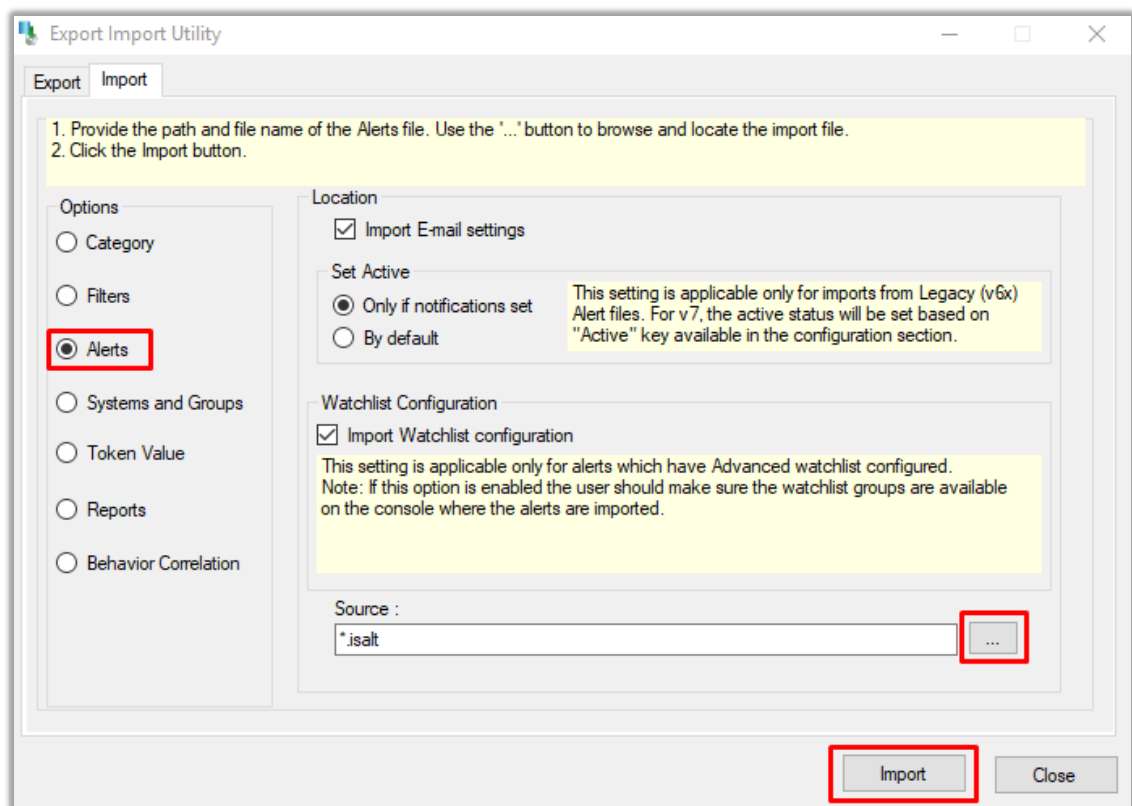 Export Import Utility
Export
Import
1. Provide the path and file name of the Alerts file. Use the '...' button to browse and locate the import file.
2. Click the Import button.
Options
Category
Filters
Alerts
Systems and Groups
Token Value
Reports
Behavior Correlation
Location
Import E-mail settings
Set Active
Only if notifications set
By default
This setting is applicable only for imports from Legacy (v6x)
Alert files. For v7, the active status will be set based on
"Active" key available in the configuration section.
Watchlist Configuration
Import Watchlist configuration
This setting is applicable only for alerts which have Advanced watchlist configured.
Note: If this option is enabled the user should make sure the watchlist groups are available
on the console where the alerts are imported.
Source :
*.isalt
...
Import
Close